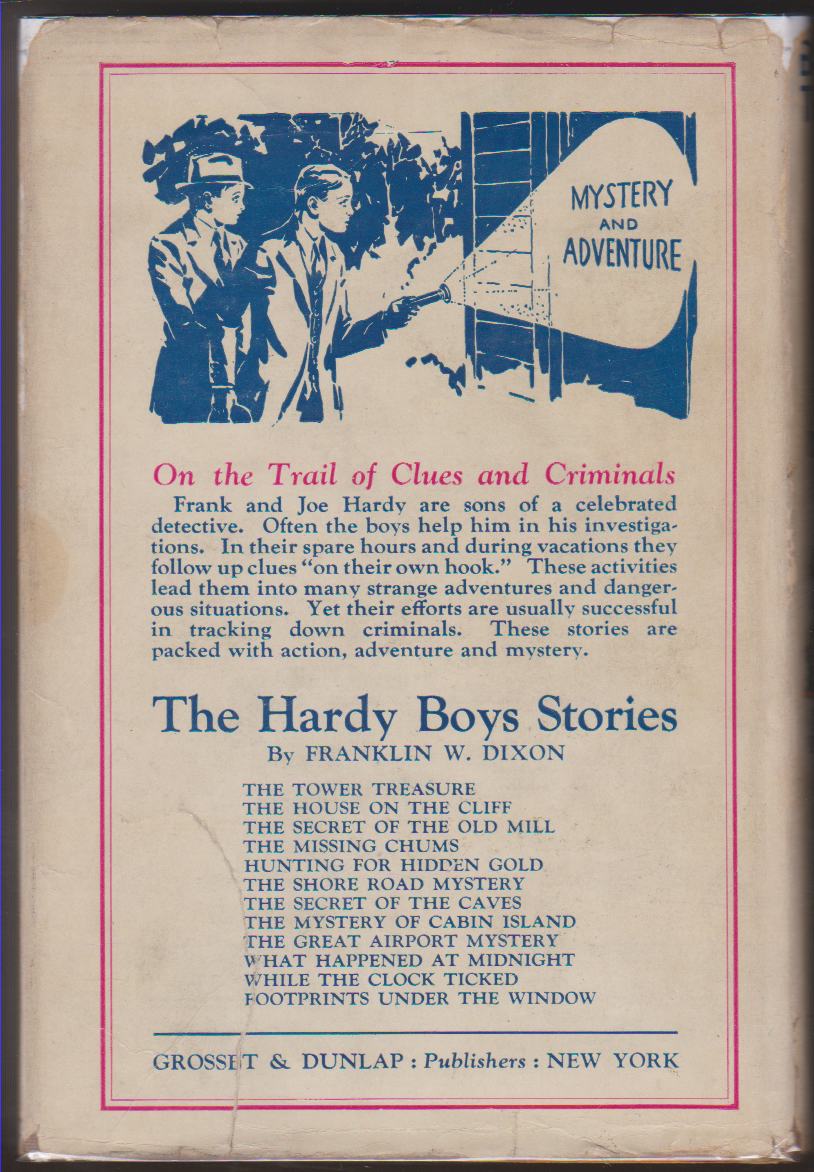 MYSTERY
AND
ADVENTURE
On the Trail of Clues and Criminals
Frank and Joe Hardy are sons of a celebrated
detective. Often the boys help him in his investiga-
tions. In their spare hours and during vacations they
follow up clues “on their own hook.” These activities
lead them into many strange adventures and danger-
ous situations. Yet their efforts are usually successful
in tracking down criminals. These stories are
packed with action, adventure and mystery.
The Hardy Boys Stories
By FRANKLIN W. DIXON
THE TOWER TREASURE
THE HOUSE ON THE CLIFF
THE SECRET OF THE OLD MILL
THE MISSING CHUMS
HUNTING FOR HIDDEN GOLD
THE SHORE ROAD MYSTERY
THE SECRET OF THE CAVES
THE MYSTERY OF CABIN ISLAND
THE GREAT AIRPORT MYSTERY
WHAT HAPPENED AT MIDNIGHT
WHILE THE CLOCK TICKED
FOOTPRINTS UNDER THE WINDOW
GROSSET & DUNLAP : Publishers : NEW YORK